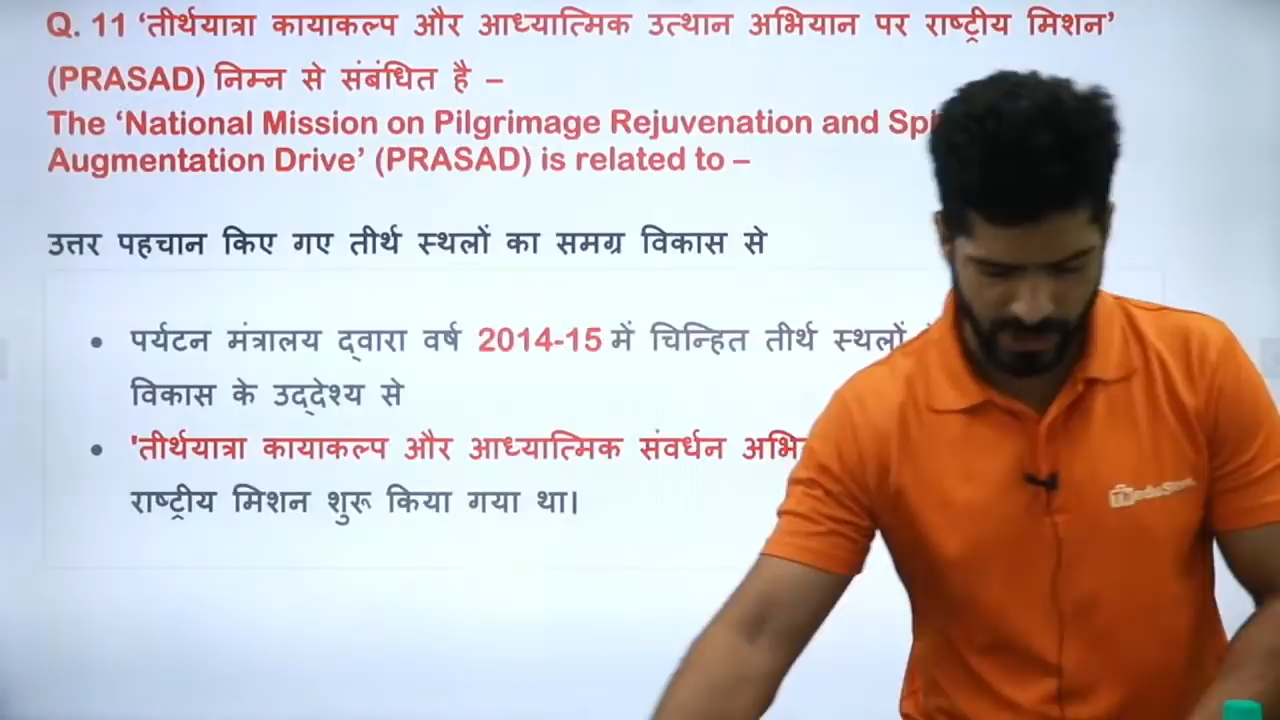 Q. 11 ‘तीर्थयात्रा कायाकल्प और आध्यात्मिक उत्थान अभियान पर राष्ट्रीय मिशन’
(PRASAD) निम्न से संबंधित है –
The ‘National Mission on Pilgrimage Rejuvenation and
Augmentation Drive’ (PRASAD) is related to –
उत्तर पहचान किए गए तीर्थ स्थलों का समग्र विकास से
• पर्यटन मंत्रालय द्वारा वर्ष 2014-15 में चिन्हित तीर्थ स्थलों
विकास के उद्देश्य से
• 'तीर्थयात्रा कायाकल्प और आध्यात्मिक संवर्धन
राष्ट्रीय मिशन शुरू किया गया था।